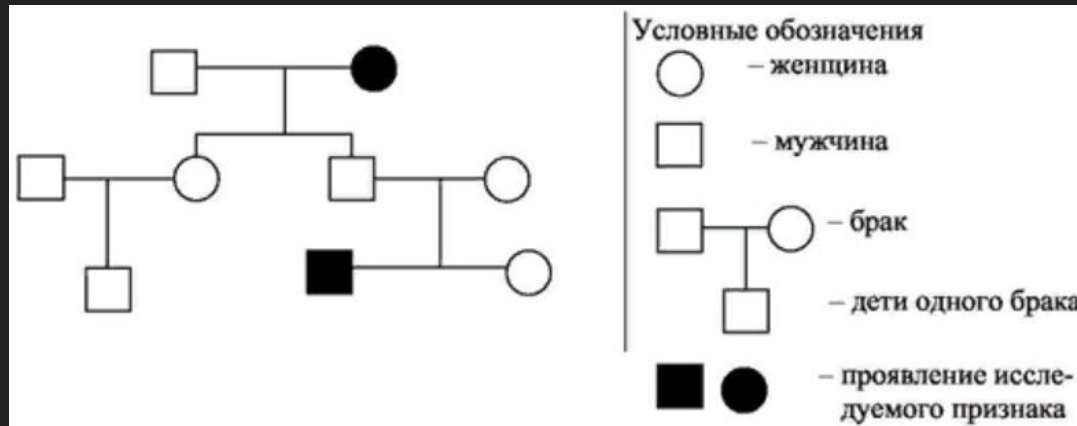 Условные обозначения
– женщина
– мужчина
– брак
– дети одного брака
– проявление иссле-
дуемого признака